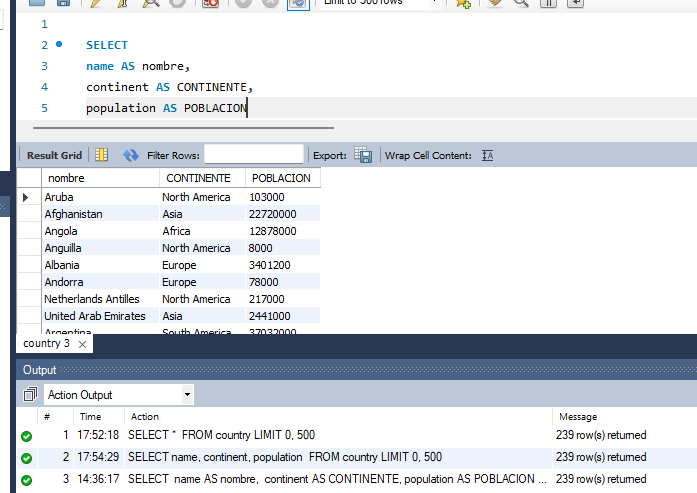 Limit to 500 rows
1
2 SELECT
3 name AS nombre,
4 continent AS CONTINENTE,
5 population AS POBLACION
Result Grid Filter Rows: Export: Wrap Cell Content:
nombre CONTINENTE POBLACION
Aruba North America 103000
Afghanistan Asia 22720000
Angola Africa 12878000
Anguilla North America 8000
Albania Europe 3401200
Andorra Europe 78000
Netherlands Antilles North America 217000
United Arab Emirates Asia 2441000
Argentina South America 37032000
country 3
Output
Action Output
# Time Action Message
1 17:52:18 SELECT * FROM country LIMIT 0, 500 239 row(s) returned
2 17:54:29 SELECT name, continent, population FROM country LIMIT 0, 500 239 row(s) returned
3 14:36:17 SELECT name AS nombre, continent AS CONTINENTE, population AS POBLACION ... 239 row(s) returned